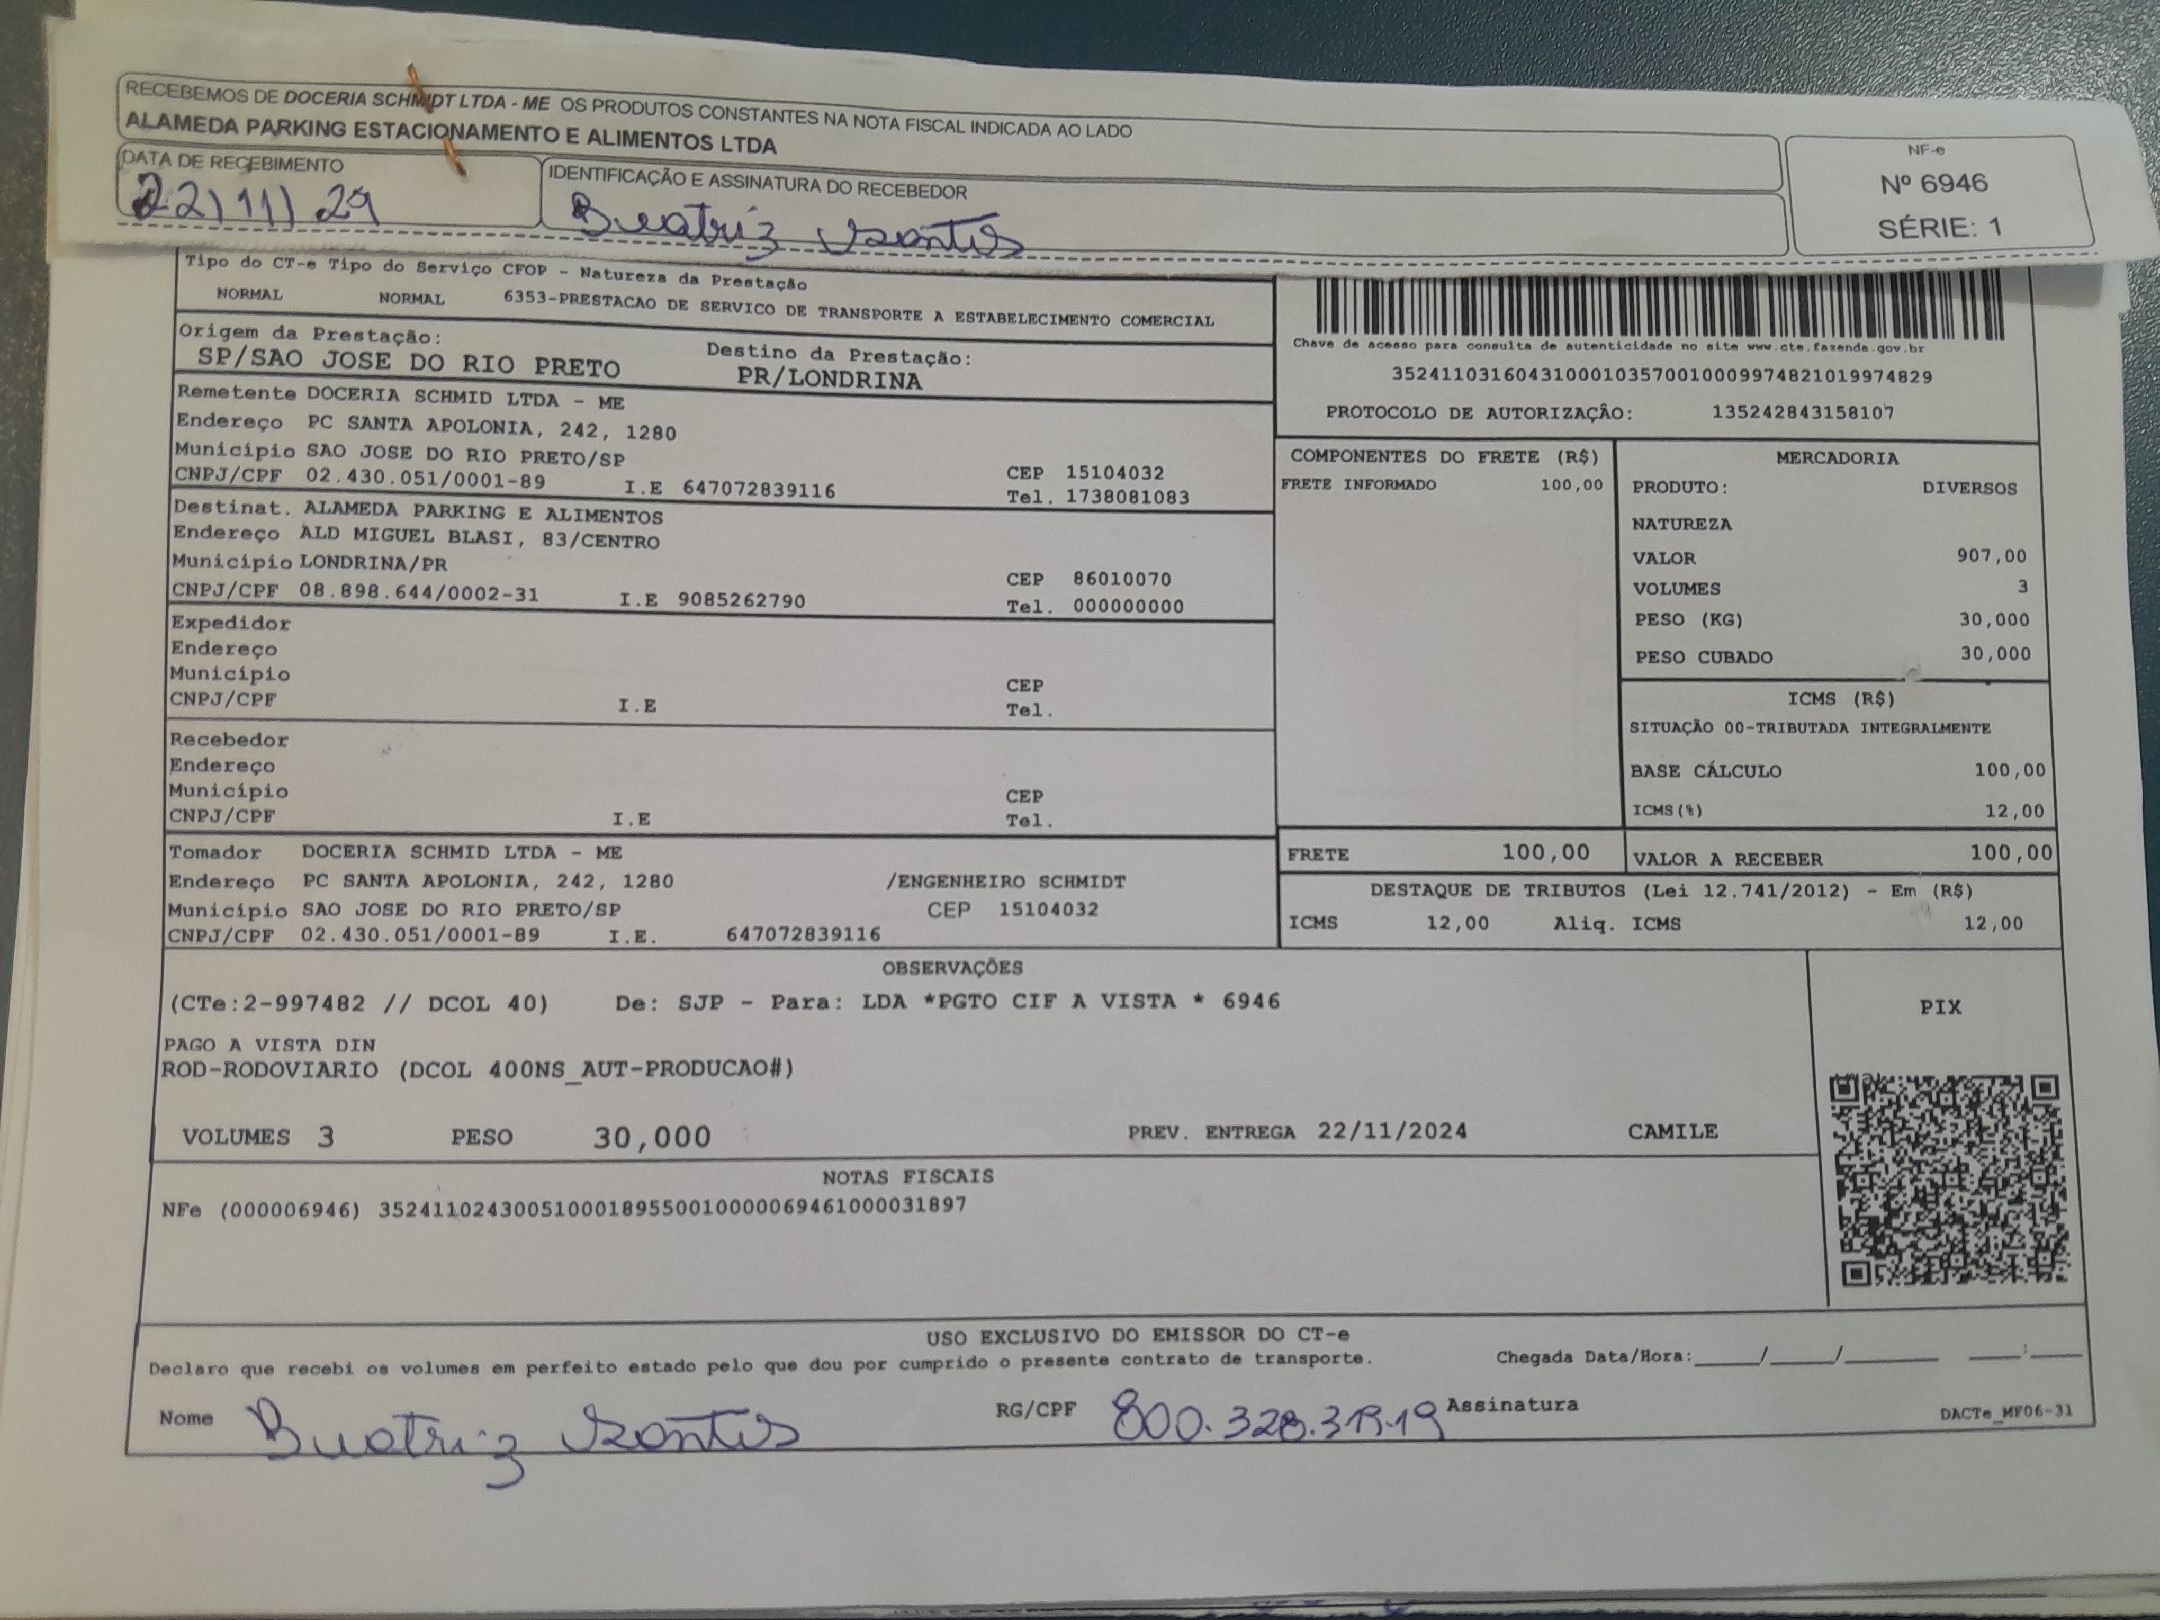 RECEBEMOS DE DOCERIA SCHMIDT LTDA - ME OS PRODUTOS CONSTANTES NA NOTA FISCAL INDICADA AO LADO
ALAMEDA PARKING ESTACIONAMENTO E ALIMENTOS LTDA
DATA DE RECEBIMENTO
22/11/24
IDENTIFICAÇÃO E ASSINATURA DO RECEBEDOR
Beatriz Santos
NF-e
Nº 6946
SÉRIE: 1
Tipo do CT-e Tipo do Serviço CFOP - Natureza da Prestação
NORMAL NORMAL 6353-PRESTACAO DE SERVICO DE TRANSPORTE A ESTABELECIMENTO COMERCIAL
Origem da Prestação: Destino da Prestação:
SP/SAO JOSE DO RIO PRETO PR/LONDRINA
Remetente DOCERIA SCHMID LTDA - ME
Endereço PC SANTA APOLONIA, 242, 1280
Município SAO JOSE DO RIO PRETO/SP CEP 15104032
CNPJ/CPF 02.430.051/0001-89 I.E 647072839116 Tel. 1738081083
Destinat. ALAMEDA PARKING E ALIMENTOS
Endereço ALD MIGUEL BLASI, 83/CENTRO
Município LONDRINA/PR CEP 86010070
CNPJ/CPF 08.898.644/0002-31 I.E 9085262790 Tel. 000000000
Expedidor
Endereço
Município CEP
CNPJ/CPF I.E Tel.
Recebedor
Endereço
Município CEP
CNPJ/CPF I.E Tel.
Tomador DOCERIA SCHMID LTDA - ME
Endereço PC SANTA APOLONIA, 242, 1280 /ENGENHEIRO SCHMIDT
Município SAO JOSE DO RIO PRETO/SP CEP 15104032
CNPJ/CPF 02.430.051/0001-89 I.E. 647072839116
Chave de acesso para consulta de autenticidade no site www.cte.fazenda.gov.br
35241103160431000103570010009974821019974829
PROTOCOLO DE AUTORIZAÇÃO: 135242843158107
COMPONENTES DO FRETE (R$)
FRETE INFORMADO 100,00
MERCADORIA
PRODUTO: DIVERSOS
NATUREZA
VALOR 907,00
VOLUMES 3
PESO (KG) 30,000
PESO CUBADO 30,000
ICMS (R$)
SITUAÇÃO 00-TRIBUTADA INTEGRALMENTE
BASE CÁLCULO 100,00
ICMS(%) 12,00
FRETE 100,00 VALOR A RECEBER 100,00
DESTAQUE DE TRIBUTOS (Lei 12.741/2012) - Em (R$)
ICMS 12,00 Aliq. ICMS 12,00
OBSERVAÇÕES
(CTe:2-997482 // DCOL 40) De: SJP - Para: LDA *PGTO CIF A VISTA * 6946
PAGO A VISTA DIN
ROD-RODOVIARIO (DCOL 400NS_AUT-PRODUCAO#)
VOLUMES 3 PESO 30,000 PREV. ENTREGA 22/11/2024 CAMILE
PIX
NOTAS FISCAIS
NFe (000006946) 35241102430051000189550010000069461000031897
USO EXCLUSIVO DO EMISSOR DO CT-e
Declaro que recebi os volumes em perfeito estado pelo que dou por cumprido o presente contrato de transporte. Chegada Data/Hora:____/____/____ ___:___
Nome Beatriz Santos RG/CPF 800.328.319.19 Assinatura
DACTe_MF06-31